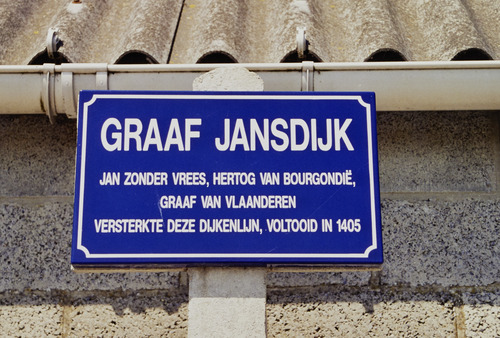 GRAAF JANSDIJK
JAN ZONDER VREES, HERTOG VAN BOURGONDIË,
GRAAF VAN VLAANDEREN
VERSTERKTE DEZE DIJKENLIJN, VOLTOOID IN 1405